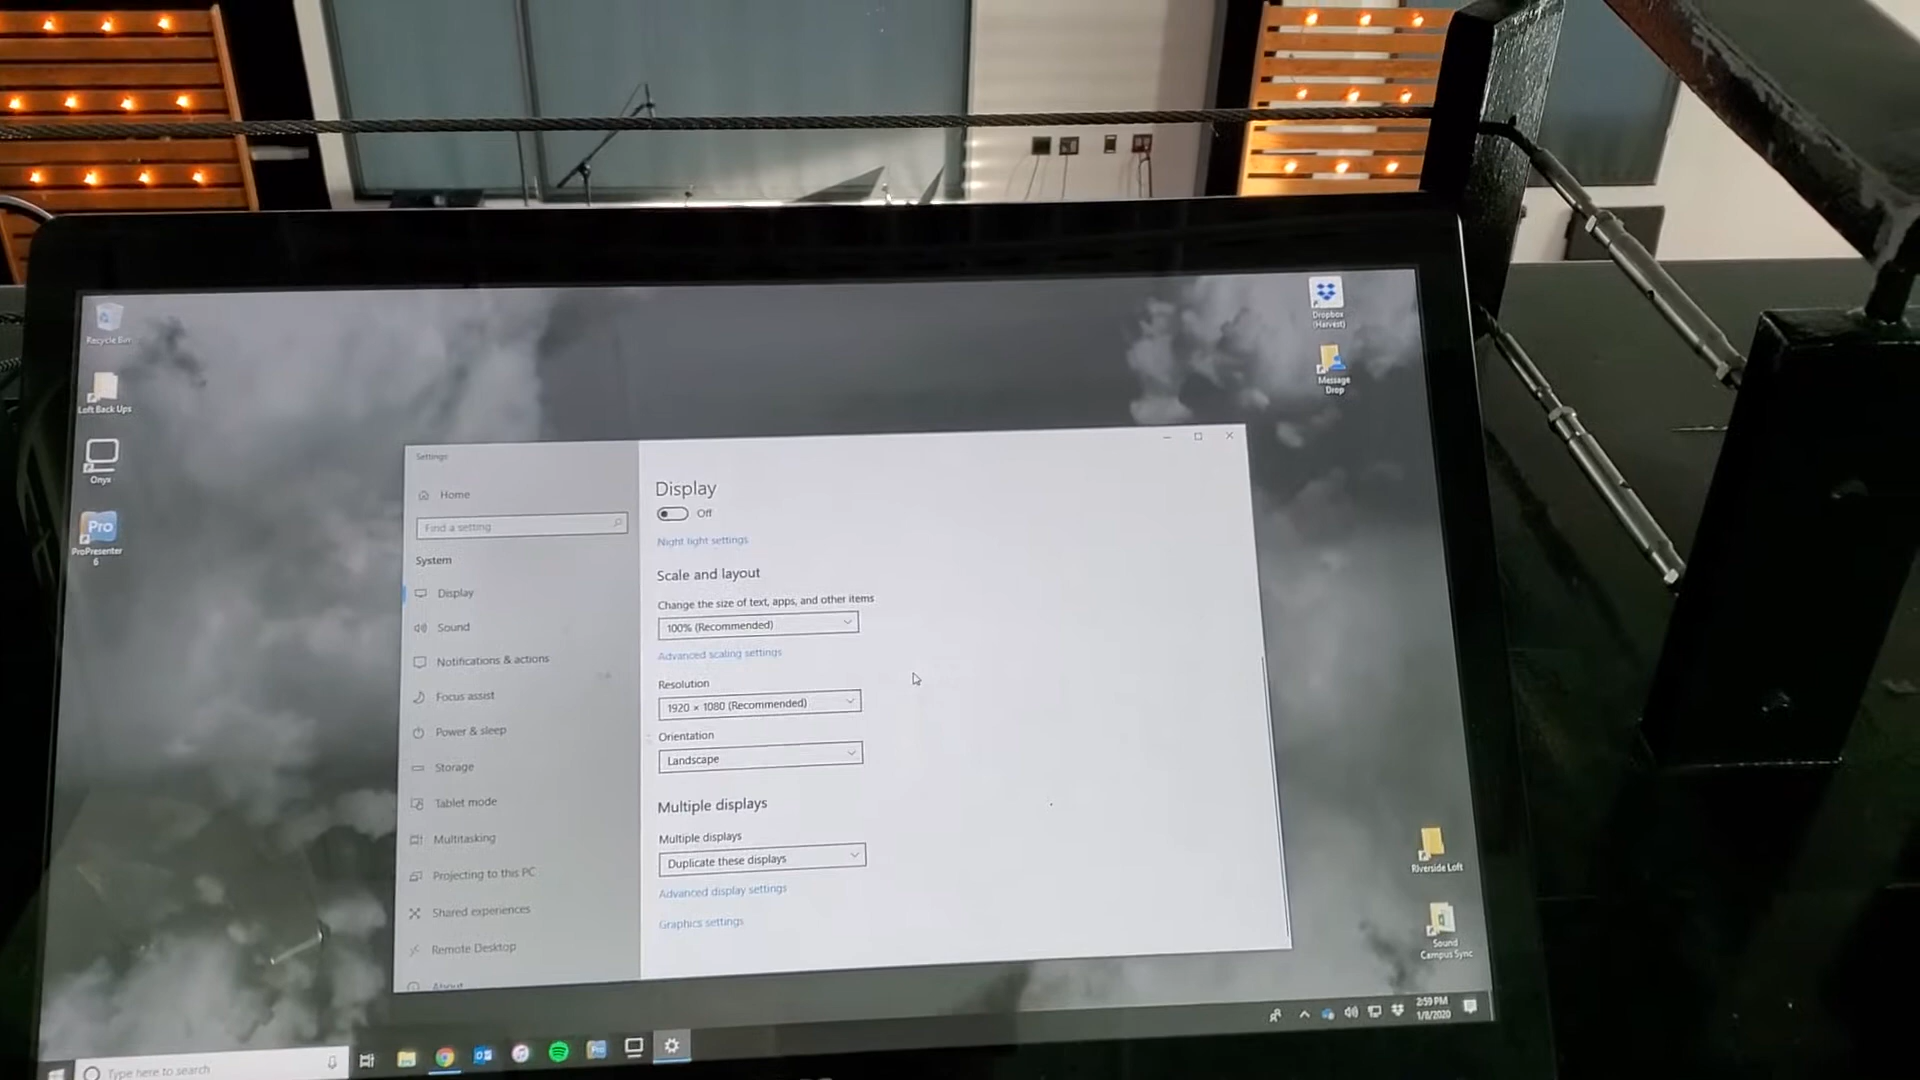 Recycle Bin
Loft Back Ups
Onyx
Pro
ProPresenter
6
Dropbox
(Harvest)
Message
Drop
Settings
Home
Find a setting
System
Display
Sound
Notifications & actions
Focus assist
Power & sleep
Storage
Tablet mode
Multitasking
Projecting to this PC
Shared experiences
Remote Desktop
About
Display
Off
Night light settings
Scale and layout
Change the size of text, apps, and other items
100% (Recommended)
Advanced scaling settings
Resolution
1920 × 1080 (Recommended)
Orientation
Landscape
Multiple displays
Multiple displays
Duplicate these displays
Advanced display settings
Graphics settings
Riverside Loft
Sound
Campus Sync
Type here to search
Pro
2:59 PM
1/8/2020